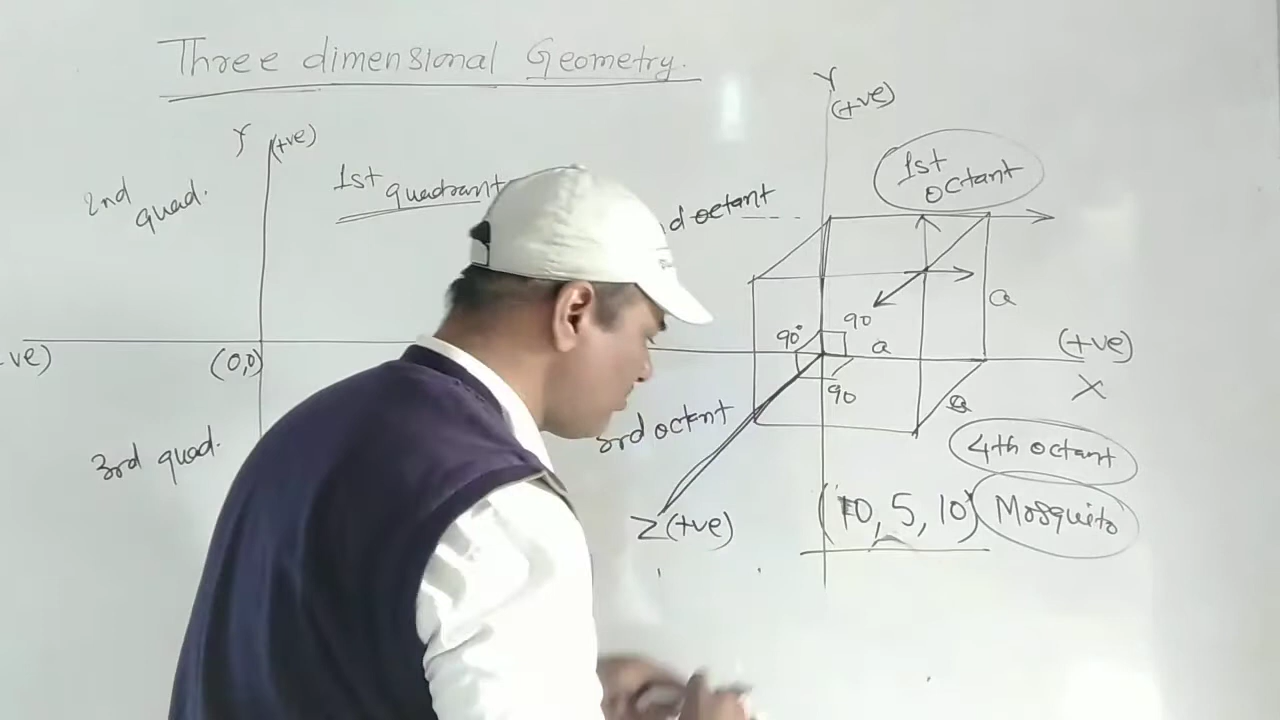 Three dimensional Geometry.
Y (+ve)
2nd quad.
1st quadrant
-ve)
(0,0)
3rd quad.
Y
(+ve)
1st
octant
d octant
a
90
90°
a
90
a
(+ve)
X
3rd octant
4th octant
Z(+ve)
(10, 5, 10) Mosquito